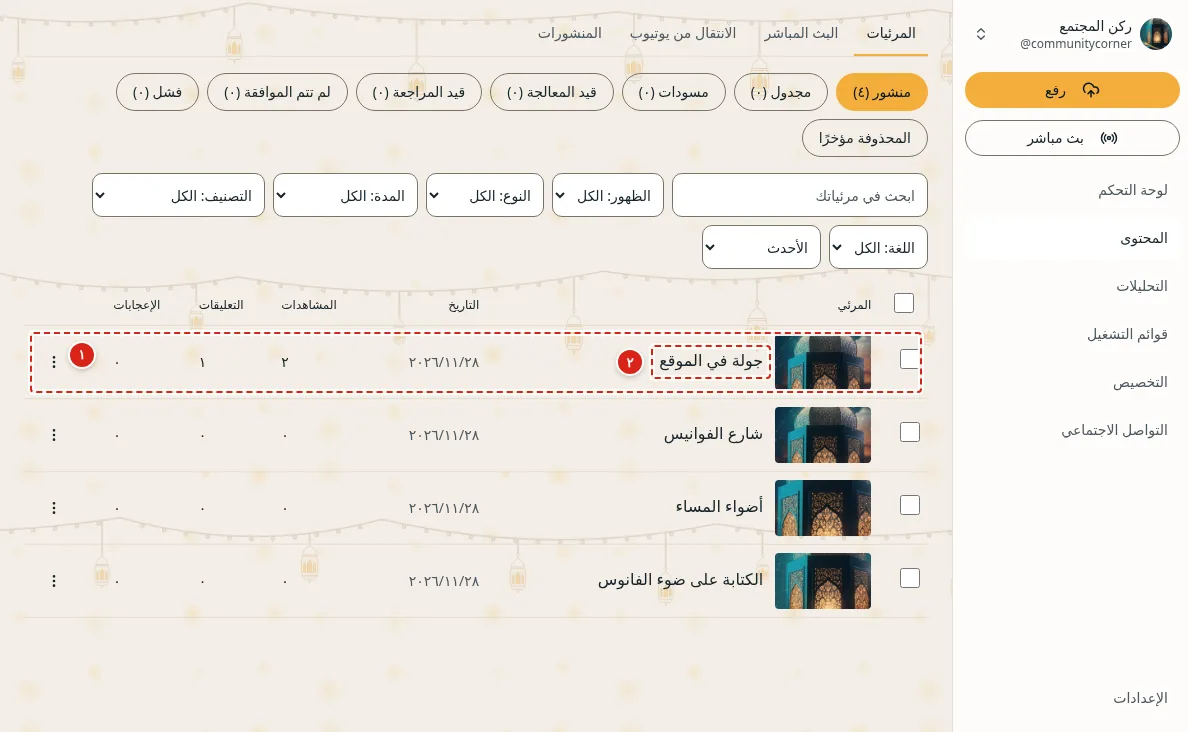 ركن المجتمع
@communitycorner
رفع
بث مباشر
لوحة التحكم
المحتوى
التحليلات
قوائم التشغيل
التخصيص
التواصل الاجتماعي
الإعدادات
المرئيات البث المباشر الانتقال من يوتيوب المنشورات
منشور (٤) مجدول (٠) مسودات (٠) قيد المعالجة (٠) قيد المراجعة (٠) لم تتم الموافقة (٠) فشل (٠)
المحذوفة مؤخرًا
ابحث في مرئياتك الظهور: الكل النوع: الكل المدة: الكل التصنيف: الكل
اللغة: الكل الأحدث
المرئي التاريخ المشاهدات التعليقات الإعجابات
جولة في الموقع ٢ ٢٠٢٦/١١/٢٨ ٢ ١ ٠ ١
شارع الفوانيس ٢٠٢٦/١١/٢٨ ٠ ٠ ٠
أضواء المساء ٢٠٢٦/١١/٢٨ ٠ ٠ ٠
الكتابة على ضوء الفانوس ٢٠٢٦/١١/٢٨ ٠ ٠ ٠